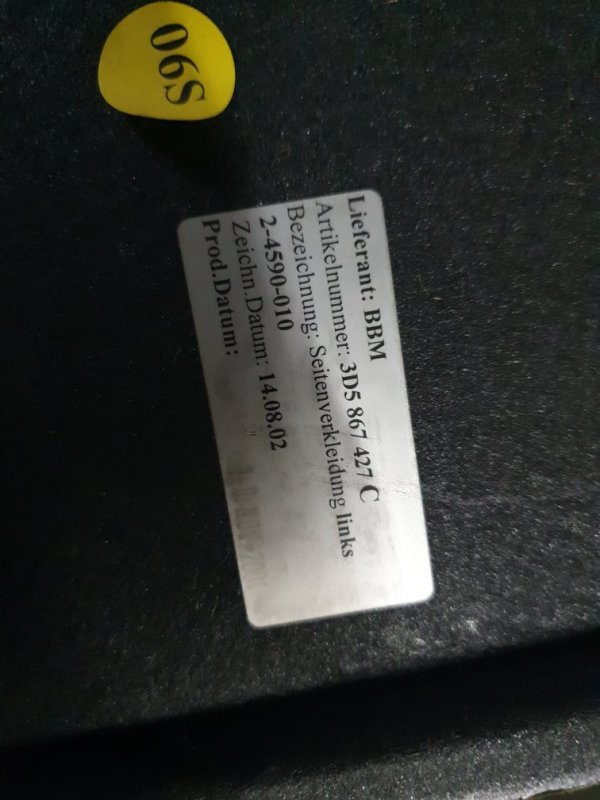 06S
Lieferant: BBM
Artikelnummer: 3D5 867 427 C
Bezeichnung: Seitenverkleidung links
2-4590-010
Zeichn.Datum: 14.08.02
Prod.Datum: